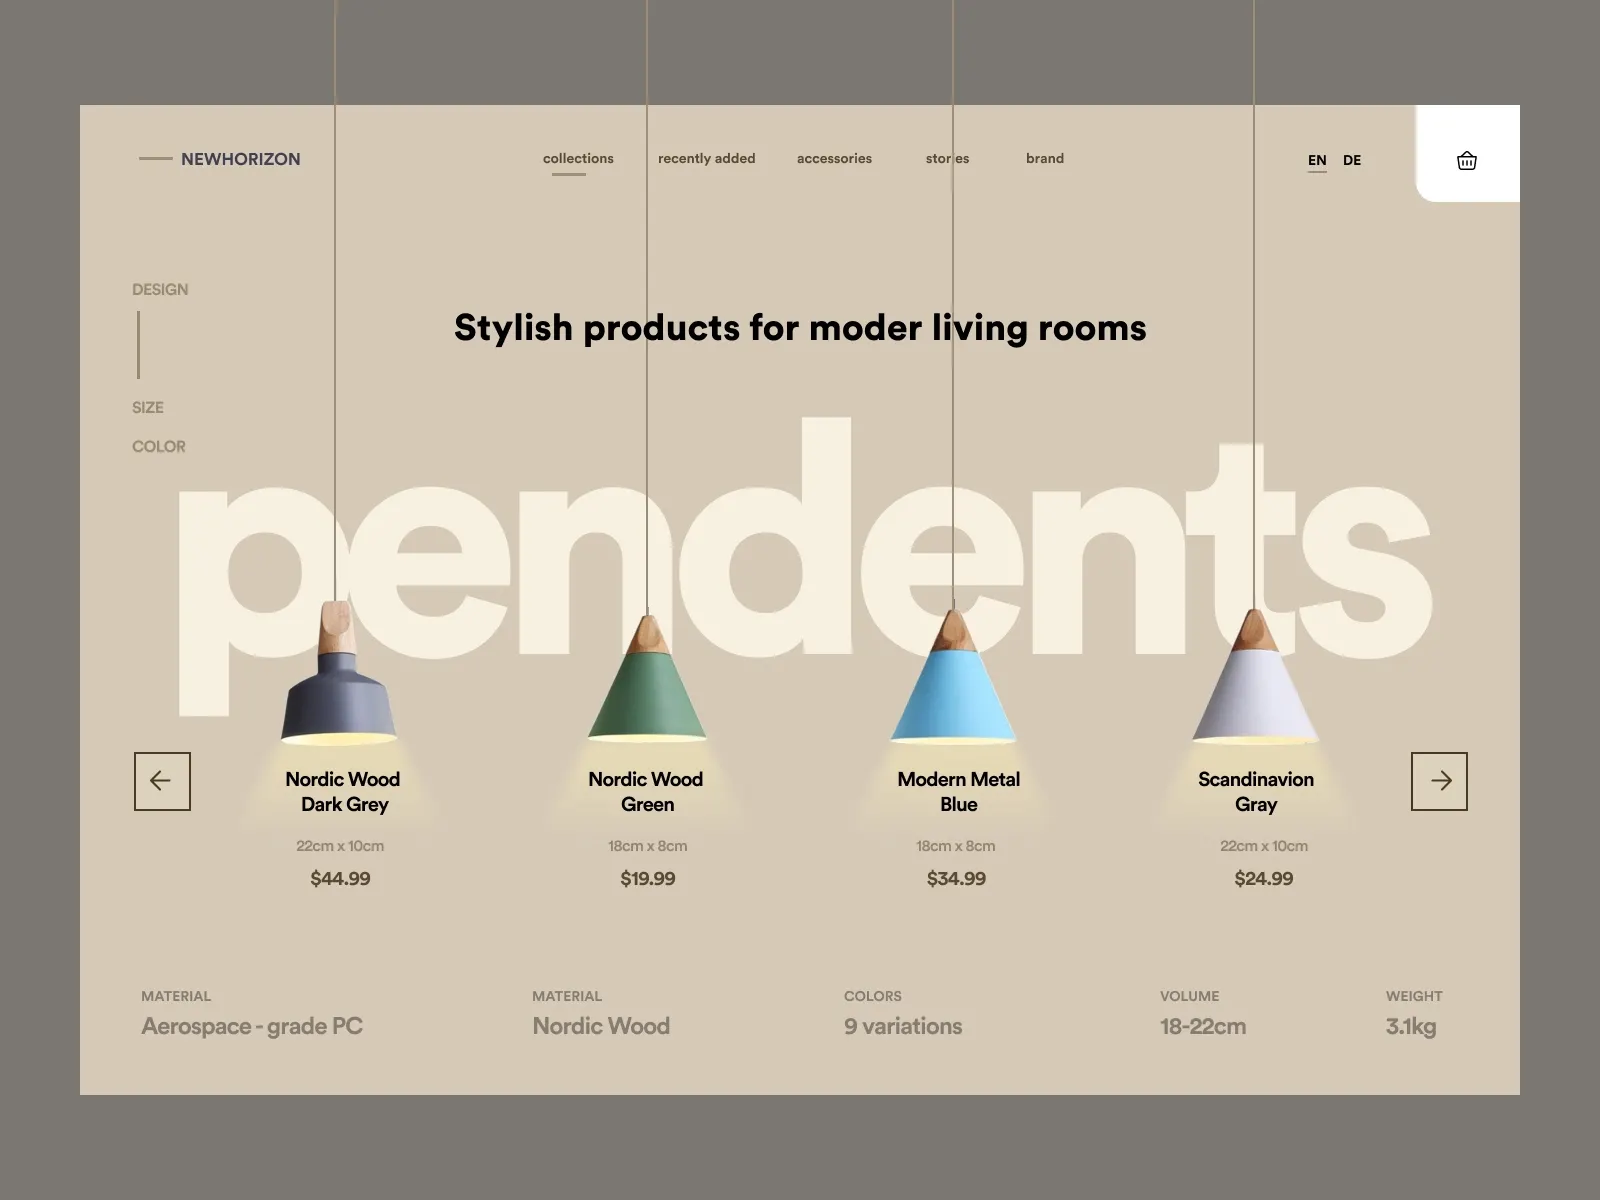 NEWHORIZON
collections
recently added
accessories
stories
brand
EN DE
DESIGN
SIZE
COLOR
Stylish products for moder living rooms
pendents
Nordic Wood
Dark Grey
22cm x 10cm
$44.99
Nordic Wood
Green
18cm x 8cm
$19.99
Modern Metal
Blue
18cm x 8cm
$34.99
Scandinavion
Gray
22cm x 10cm
$24.99
MATERIAL
Aerospace - grade PC
MATERIAL
Nordic Wood
COLORS
9 variations
VOLUME
18-22cm
WEIGHT
3.1kg